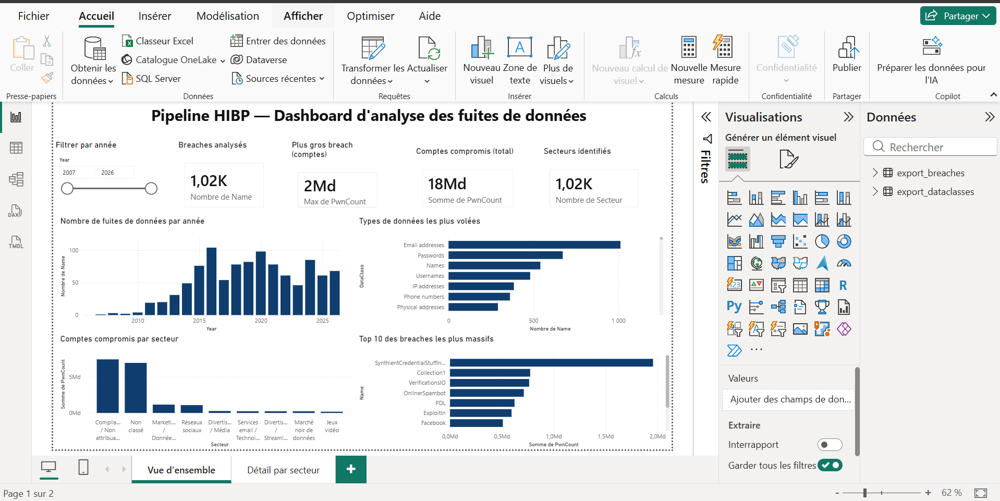 Fichier
Accueil
Insérer
Modélisation
Afficher
Optimiser
Aide
Partager
Coller
Presse-papiers
Obtenir les
données
Classeur Excel
Catalogue OneLake
SQL Server
Entrer des données
Dataverse
Sources récentes
Données
Transformer les
données
Actualiser
Requêtes
Nouveau
visuel
Zone de
texte
Plus de
visuels
Insérer
Nouveau calcul de
visuel
Nouvelle
mesure
Mesure
rapide
Calculs
Confidentialité
Confidentialité
Publier
Partager
Préparer les données pour
l’IA
Copilot
DAX
TMDL
Pipeline HIBP — Dashboard d'analyse des fuites de données
Filtrer par année
Year
2007
2026
Breaches analysés
1,02K
Nombre de Name
Plus gros breach
(comptes)
2Md
Max de PwnCount
Comptes compromis (total)
18Md
Somme de PwnCount
Secteurs identifiés
1,02K
Nombre de Secteur
Nombre de fuites de données par année
Nombre de Name
100
50
0
2010
2015
2020
2025
Year
Types de données les plus volées
DataClass
Email addresses
Passwords
Names
Usernames
IP addresses
Phone numbers
Physical addresses
0
500
1 000
Nombre de Name
Comptes compromis par secteur
Somme de PwnCount
5Md
0Md
Compila...
/ Non
attribua...
Non
classé
Marketi...
/
Donnée...
Réseaux
sociaux
Divertis...
/ Média
Services
email /
Technol...
Divertis...
/
Streami...
Marché
noir de
données
Jeux
vidéo
Secteur
Top 10 des breaches les plus massifs
Name
SynthientCredentialStuffin...
Collection1
VerificationsIO
OnlinerSpambot
PDL
ExploitIn
Facebook
0,0Md
0,5Md
1,0Md
1,5Md
2,0Md
Somme de PwnCount
Filtres
Visualisations
Générer un élément visuel
123
R
Py
Valeurs
Ajouter des champs de don...
Extraire
Interrapport
Garder tous les filtres
Données
Rechercher
export_breaches
export_dataclasses
Vue d'ensemble
Détail par secteur
+
Page 1 sur 2
- + 62 %